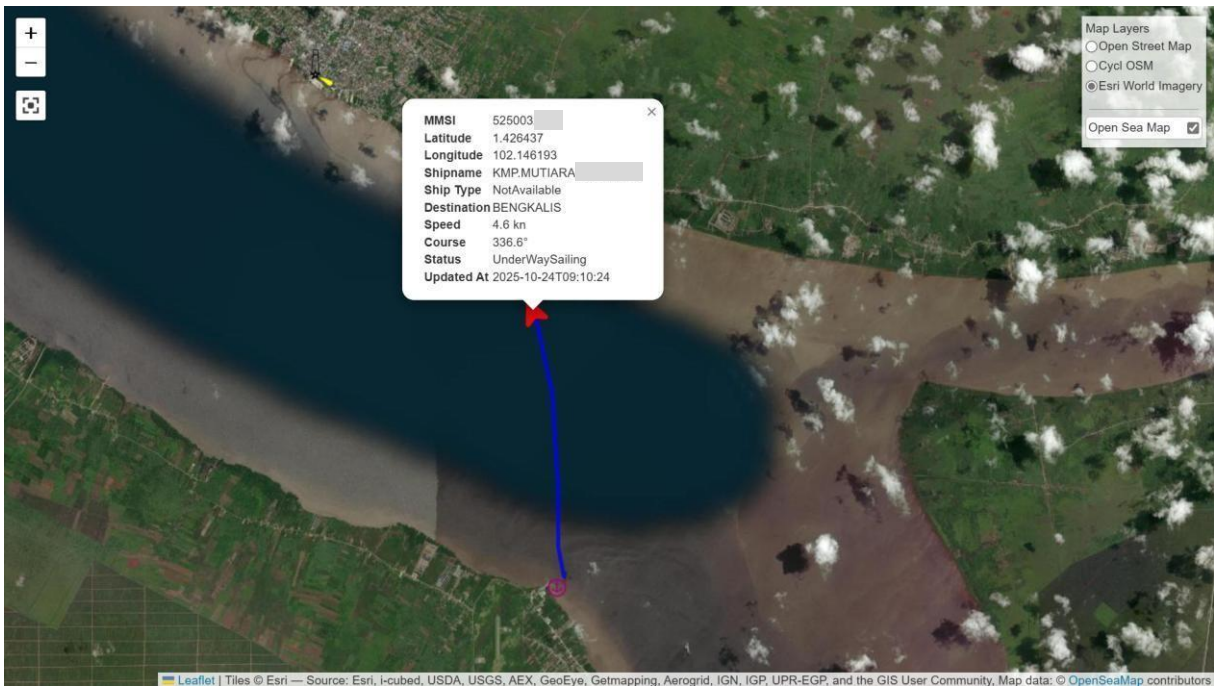 +
−
Map Layers
Open Street Map
Cycl OSM
Esri World Imagery
Open Sea Map
×
MMSI 525003
Latitude 1.426437
Longitude 102.146193
Shipname KMP.MUTIARA
Ship Type NotAvailable
Destination BENGKALIS
Speed 4.6 kn
Course 336.6°
Status UnderWaySailing
Updated At 2025-10-24T09:10:24
Leaflet | Tiles © Esri — Source: Esri, i-cubed, USDA, USGS, AEX, GeoEye, Getmapping, Aerogrid, IGN, IGP, UPR-EGP, and the GIS User Community, Map data: © OpenSeaMap contributors